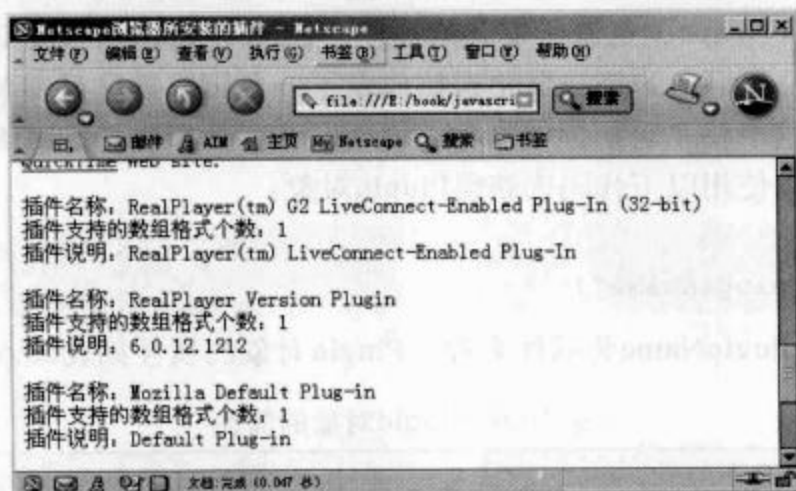 Netscape浏览器所安装的插件 - Netscape
文件(F) 编辑(E) 查看(V) 执行(G) 书签(B) 工具(T) 窗口(W) 帮助(H)
file:///E:/book/javascri 搜索
邮件 AIM 主页 Netscape 搜索 书签
QuickTime Web site.
插件名称：RealPlayer(tm) G2 LiveConnect-Enabled Plug-In (32-bit)
插件支持的数组格式个数：1
插件说明：RealPlayer(tm) LiveConnect-Enabled Plug-In
插件名称：RealPlayer Version Plugin
插件支持的数组格式个数：1
插件说明：6.0.12.1212
插件名称：Mozilla Default Plug-in
插件支持的数组格式个数：1
插件说明：Default Plug-in
文档：完成 (0.047 秒)